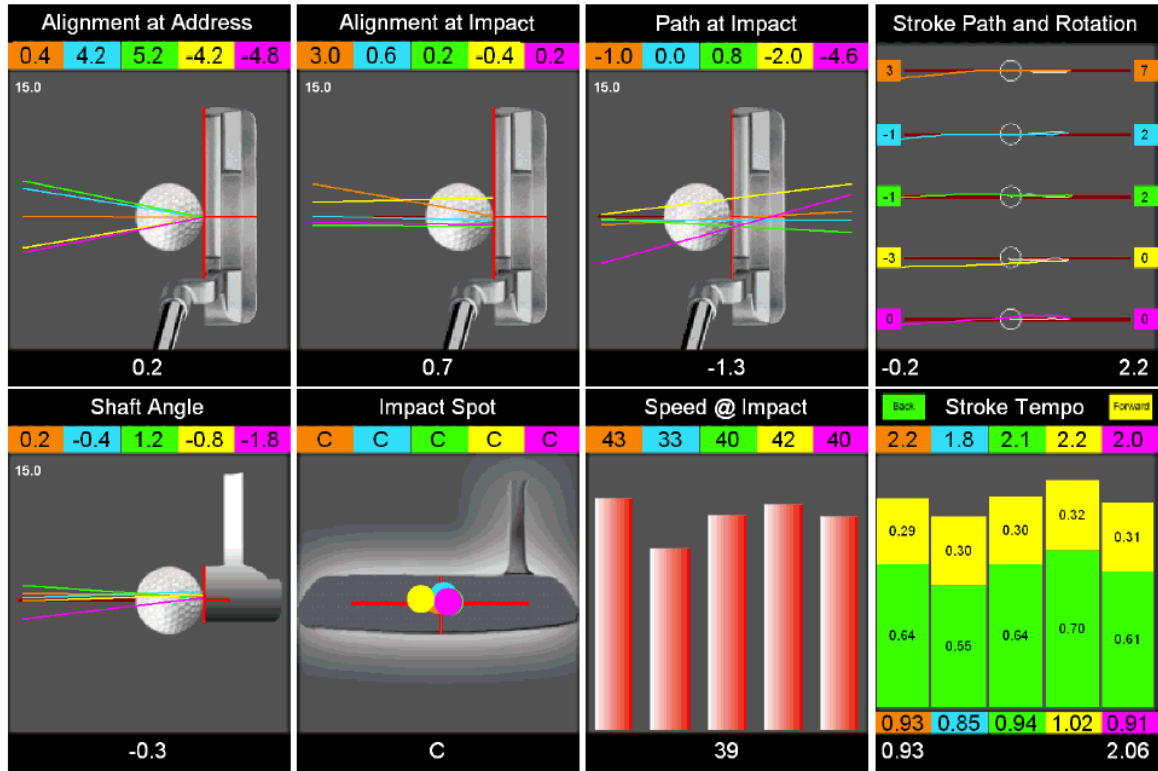 Alignment at Address
0.4 4.2 5.2 -4.2 -4.8
15.0
0.2
Alignment at Impact
3.0 0.6 0.2 -0.4 0.2
15.0
0.7
Path at Impact
-1.0 0.0 0.8 -2.0 -4.6
15.0
-1.3
Stroke Path and Rotation
3 7
-1 2
-1 2
-3 0
0 0
-0.2 2.2
Shaft Angle
0.2 -0.4 1.2 -0.8 -1.8
15.0
-0.3
Impact Spot
C C C C C
C
Speed @ Impact
43 33 40 42 40
39
Back Stroke Tempo Forward
2.2 1.8 2.1 2.2 2.0
0.29 0.30 0.30 0.32 0.31
0.64 0.55 0.64 0.70 0.61
0.93 0.85 0.94 1.02 0.91
0.93 2.06